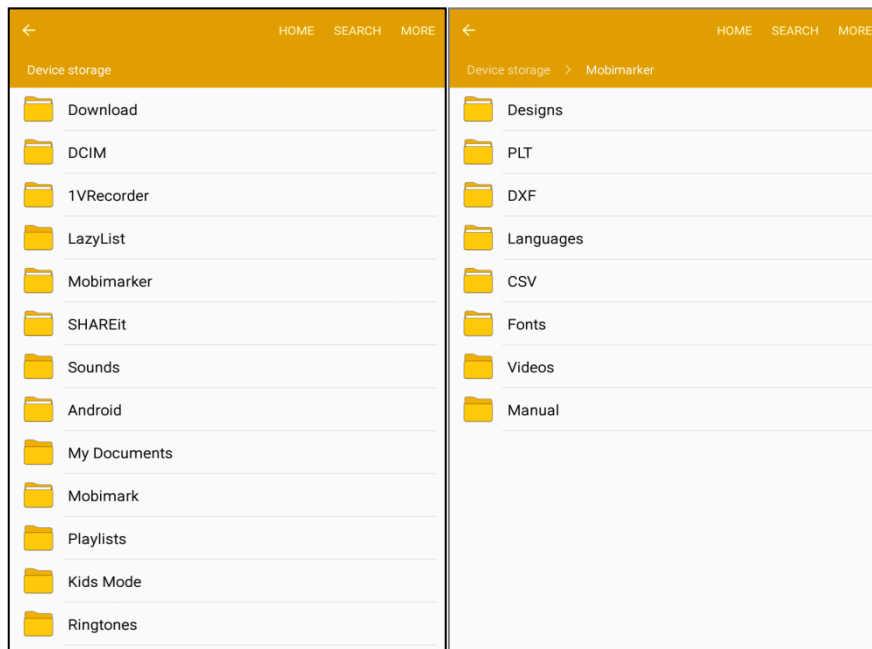 HOME SEARCH MORE
Device storage
Download
DCIM
1VRecorder
LazyList
Mobimarker
SHAREit
Sounds
Android
My Documents
Mobimark
Playlists
Kids Mode
Ringtones
HOME SEARCH MORE
Device storage > Mobimarker
Designs
PLT
DXF
Languages
CSV
Fonts
Videos
Manual